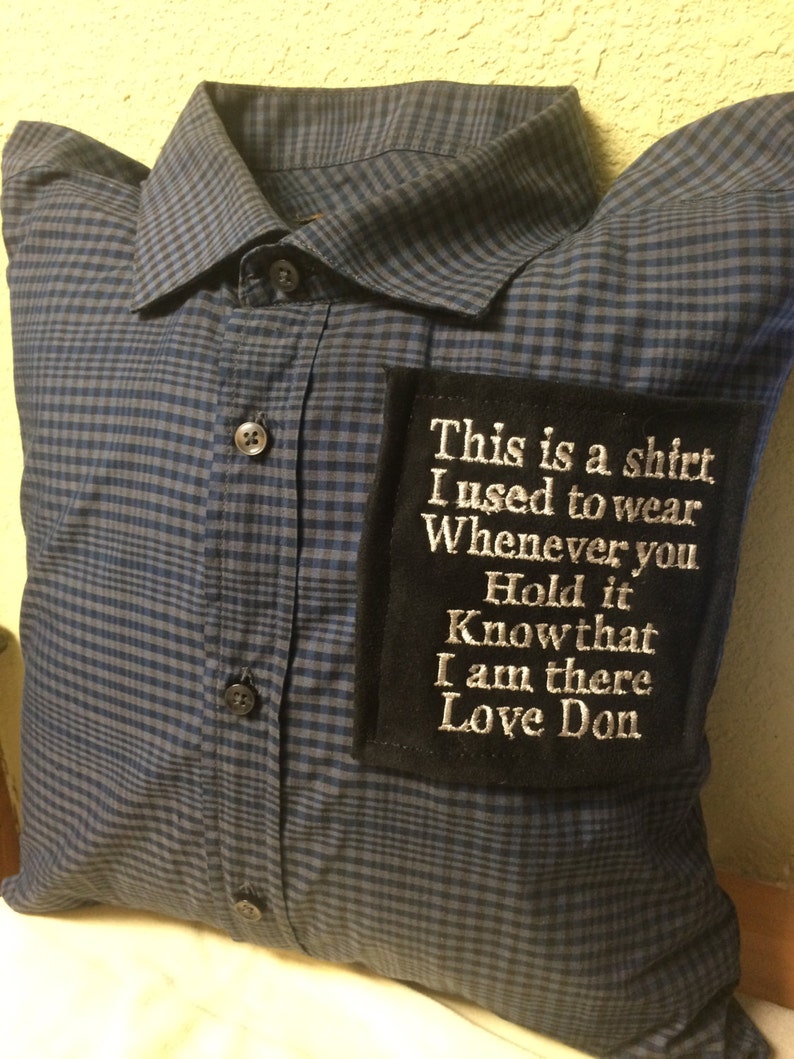 This is a shirt
I used to wear
Whenever you
Hold it
Know that
I am there
Love Don